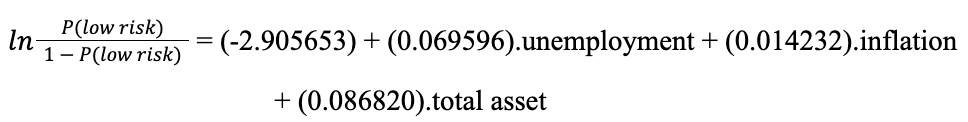 ln P(low risk) / 1 − P(low risk) = (-2.905653) + (0.069596).unemployment + (0.014232).inflation
+ (0.086820).total asset